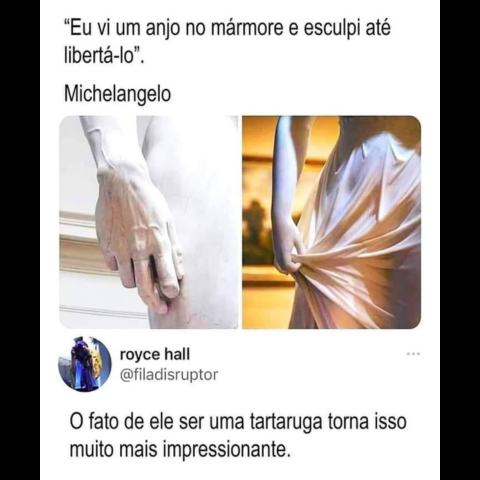 “Eu vi um anjo no mármore e esculpi até
libertá-lo”.
Michelangelo
royce hall
@filadisruptor
O fato de ele ser uma tartaruga torna isso
muito mais impressionante.